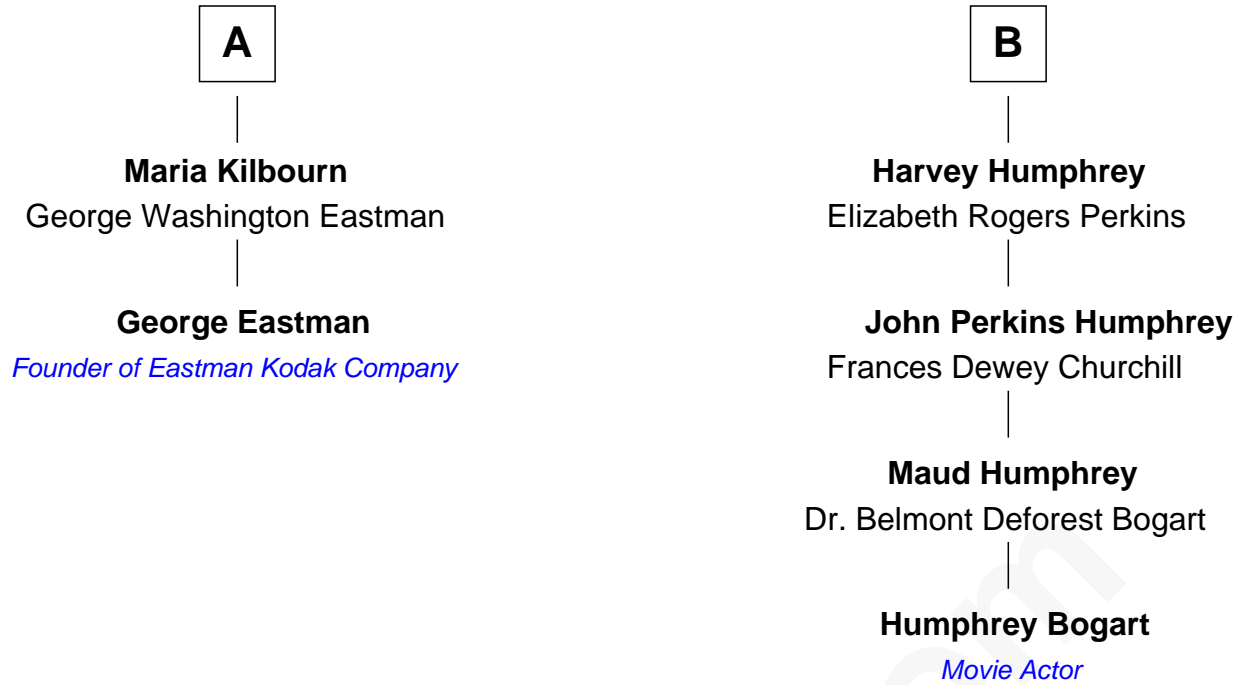 A
Maria Kilbourn
George Washington Eastman
George Eastman
Founder of Eastman Kodak Company
B
Harvey Humphrey
Elizabeth Rogers Perkins
John Perkins Humphrey
Frances Dewey Churchill
Maud Humphrey
Dr. Belmont Deforest Bogart
Humphrey Bogart
Movie Actor
om